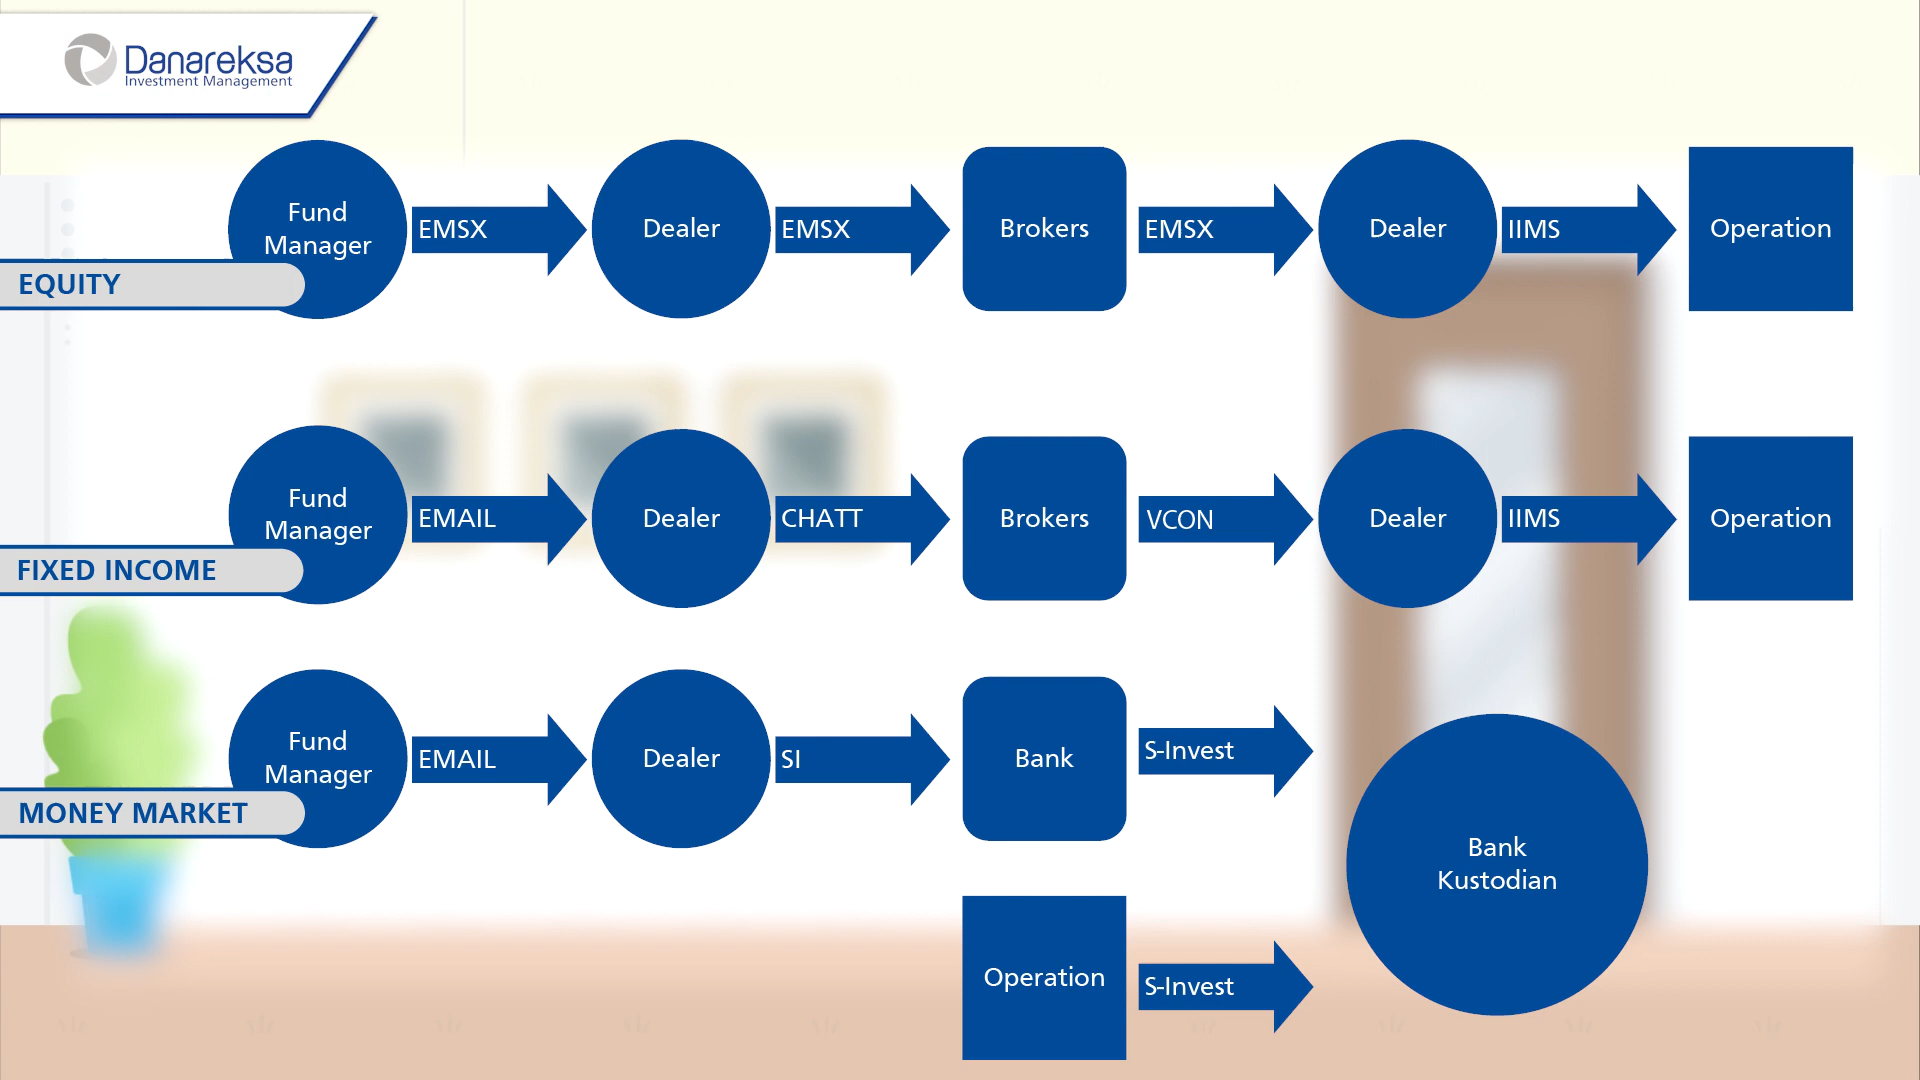 Danareksa
Investment Management
Fund
Manager
EMSX
Dealer
EMSX
Brokers
EMSX
Dealer
IIMS
Operation
EQUITY
Fund
Manager
EMAIL
Dealer
CHATT
Brokers
VCON
Dealer
IIMS
Operation
FIXED INCOME
Fund
Manager
EMAIL
Dealer
SI
Bank
S-Invest
MONEY MARKET
Bank
Kustodian
Operation
S-Invest